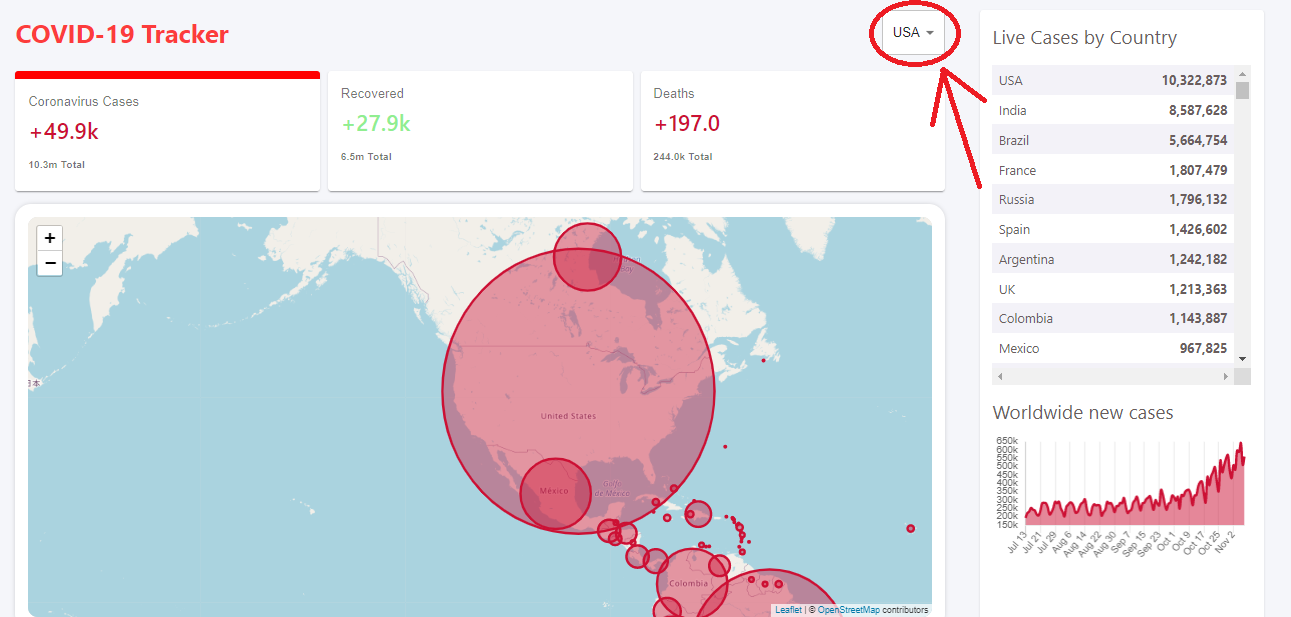 COVID-19 Tracker
USA
Coronavirus Cases
+49.9k
10.3m Total
Recovered
+27.9k
6.5m Total
Deaths
+197.0
244.0k Total
+
−
United States
México
Golfo
de México
Colombia
日本
Leaflet | © OpenStreetMap contributors
Live Cases by Country
USA 10,322,873
India 8,587,628
Brazil 5,664,754
France 1,807,479
Russia 1,796,132
Spain 1,426,602
Argentina 1,242,182
UK 1,213,363
Colombia 1,143,887
Mexico 967,825
Worldwide new cases
650k
600k
550k
500k
450k
400k
350k
300k
250k
200k
150k
Jul 13
Jul 21
Jul 29
Aug 6
Aug 14
Aug 22
Aug 30
Sep 7
Sep 15
Sep 23
Oct 1
Oct 9
Oct 17
Oct 25
Nov 2